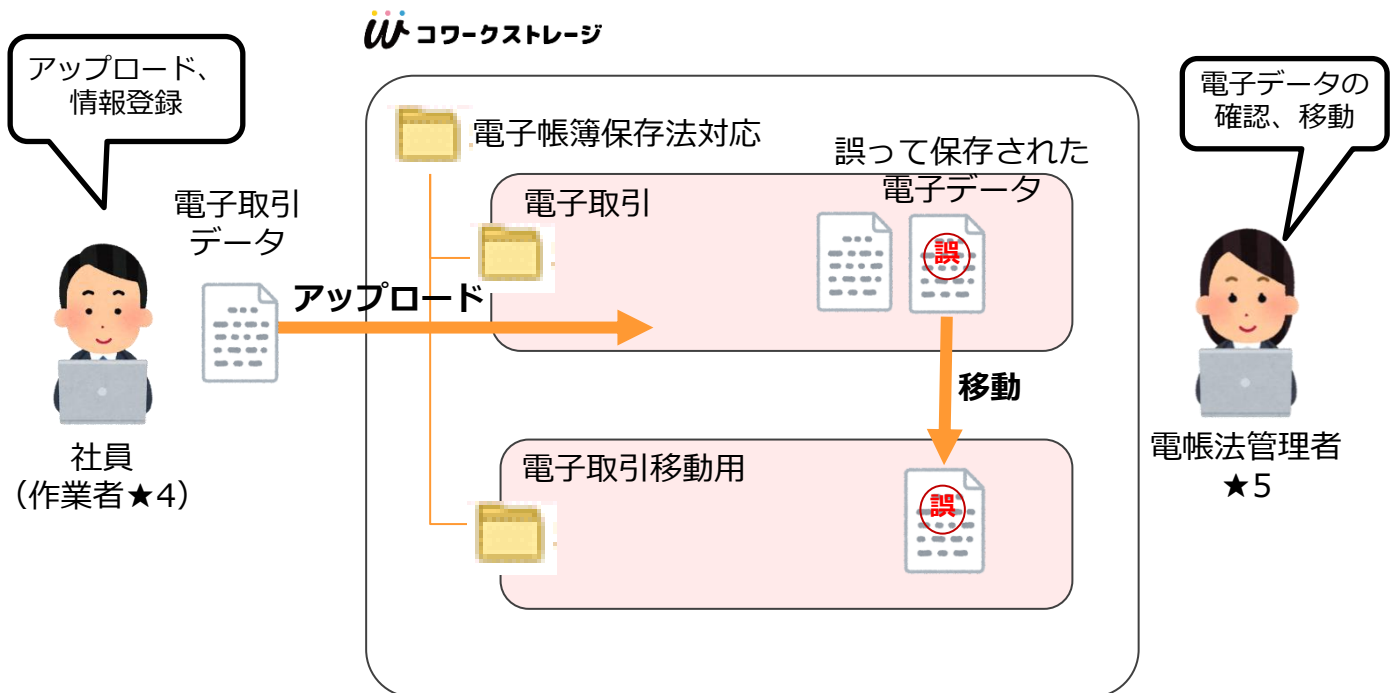 コワークストレージ
アップロード、
情報登録
電子データの
確認、移動
電子帳簿保存法対応
誤って保存された
電子データ
電子取引
データ
電子取引
誤
アップロード
移動
社員
（作業者★4）
電子取引移動用
誤
電帳法管理者
★5